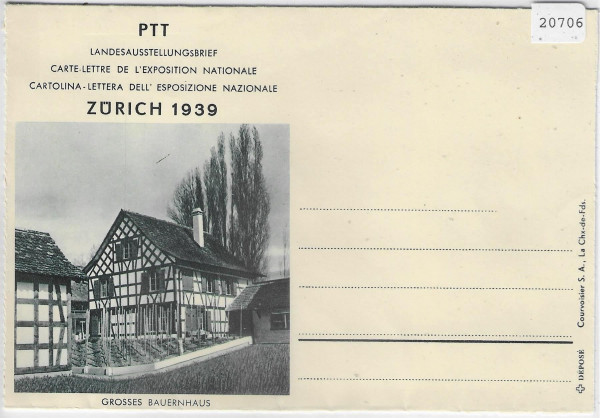 PTT
LANDESAUSSTELLUNGSBRIEF
CARTE-LETTRE DE L'EXPOSITION NATIONALE
CARTOLINA-LETTERA DELL' ESPOSIZIONE NAZIONALE
ZÜRICH 1939
20706
GROSSES BAUERNHAUS
DÉPOSÉ Courvoisier S. A., La Chx-de-Fds.